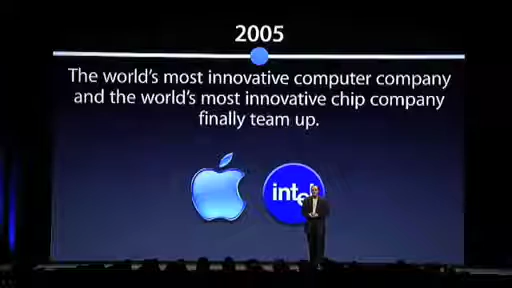 2005
The world's most innovative computer company
and the world's most innovative chip company
finally team up.
intel